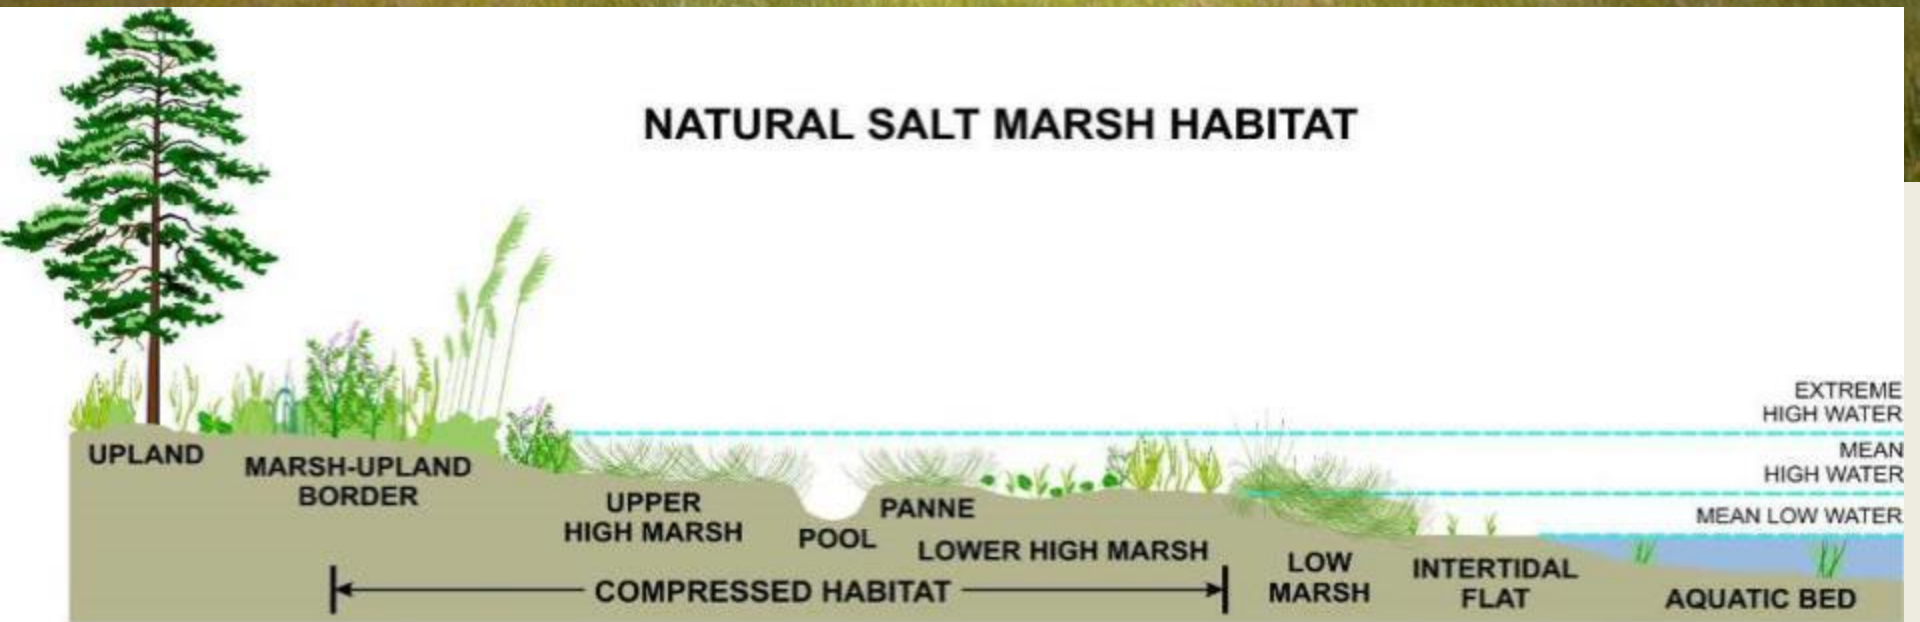 NATURAL SALT MARSH HABITAT
EXTREME
HIGH WATER
MEAN
HIGH WATER
MEAN LOW WATER
UPLAND
MARSH-UPLAND
BORDER
UPPER
HIGH MARSH
POOL
PANNE
LOWER HIGH MARSH
LOW
MARSH
INTERTIDAL
FLAT
AQUATIC BED
COMPRESSED HABITAT